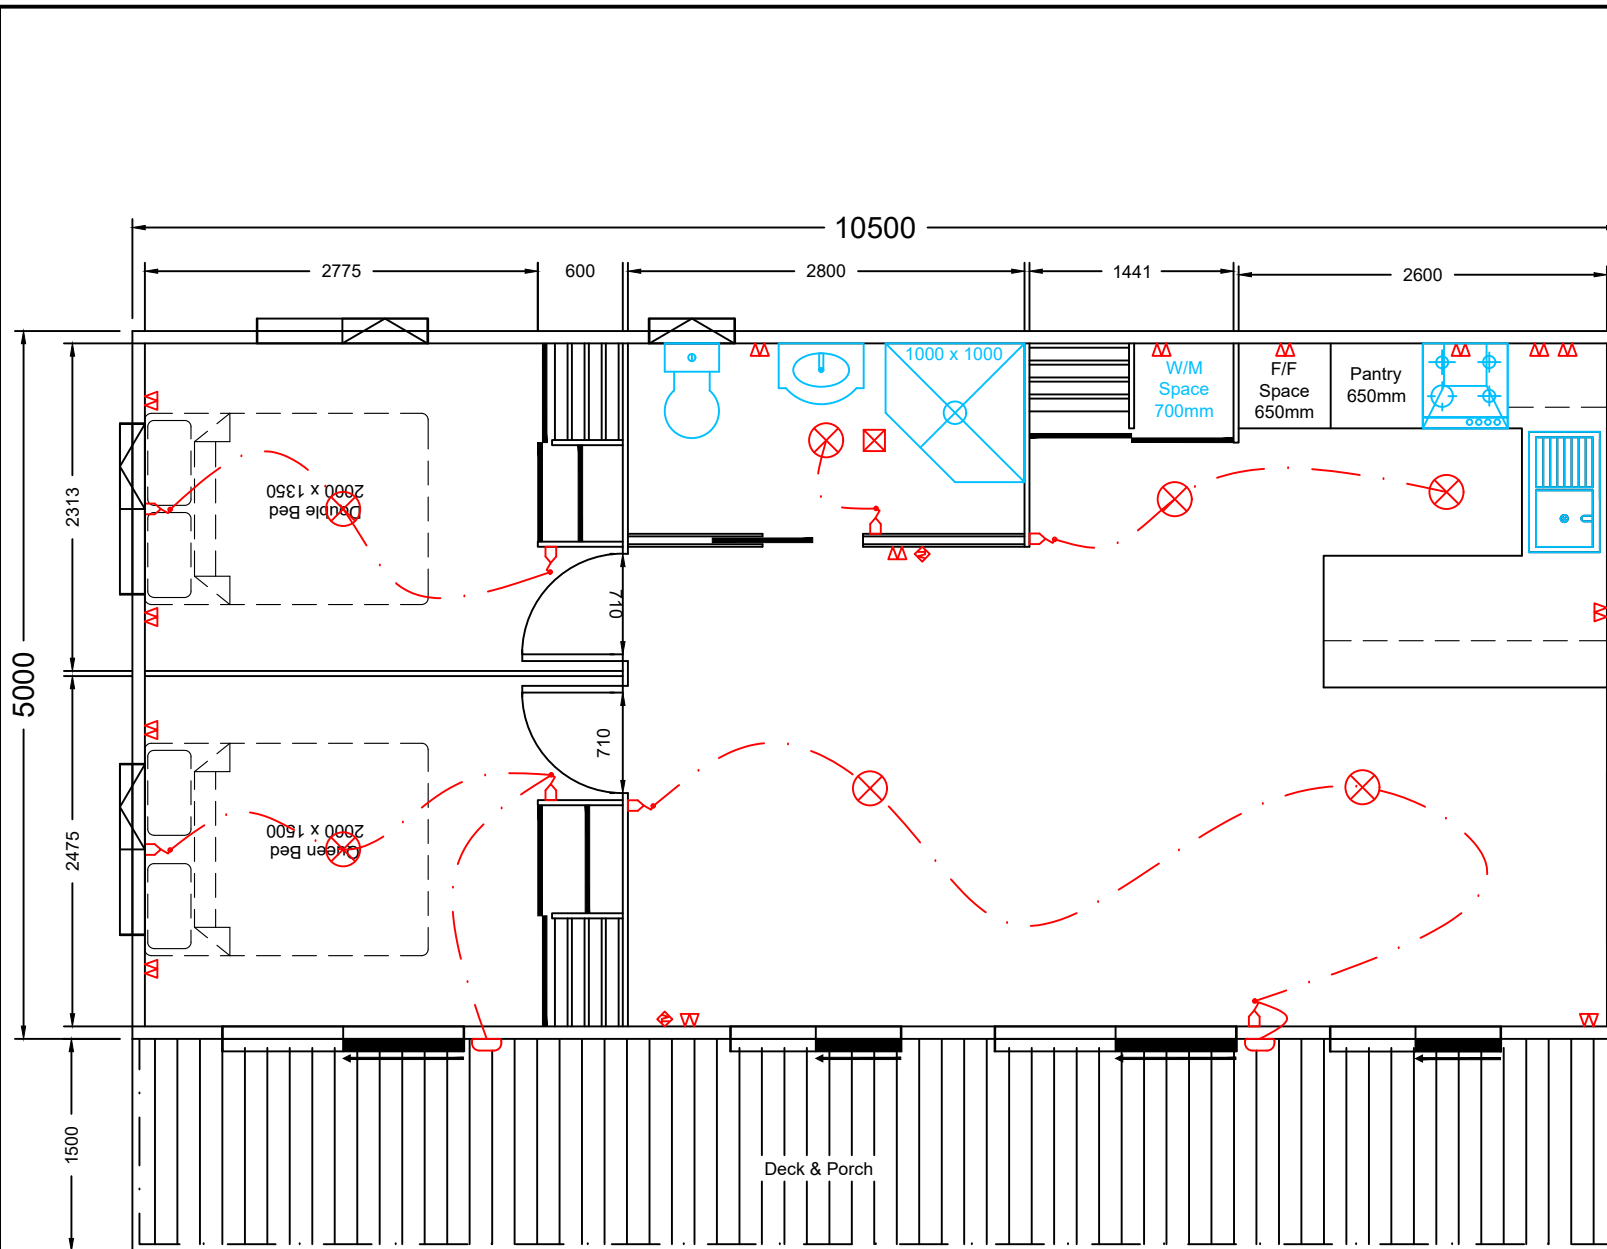 10500
2775
600
2800
1441
2600
1000 x 1000
W/M
Space
700mm
F/F
Space
650mm
Pantry
650mm
2313
Double Bed
2000 x 1350
710
5000
710
2475
Queen Bed
2000 x 1500
1500
Deck & Porch